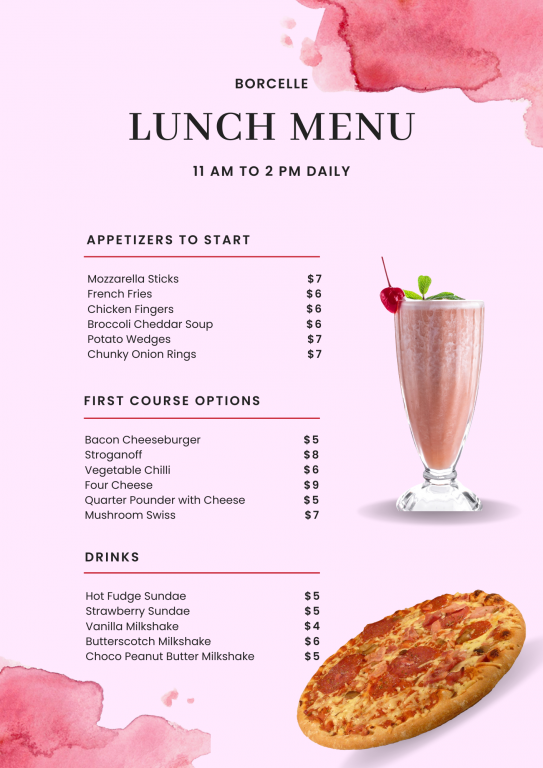 BORCELLE
LUNCH MENU
11 AM TO 2 PM DAILY
APPETIZERS TO START
Mozzarella Sticks $7
French Fries $6
Chicken Fingers $6
Broccoli Cheddar Soup $6
Potato Wedges $7
Chunky Onion Rings $7
FIRST COURSE OPTIONS
Bacon Cheeseburger $5
Stroganoff $8
Vegetable Chilli $6
Four Cheese $9
Quarter Pounder with Cheese $5
Mushroom Swiss $7
DRINKS
Hot Fudge Sundae $5
Strawberry Sundae $5
Vanilla Milkshake $4
Butterscotch Milkshake $6
Choco Peanut Butter Milkshake $5